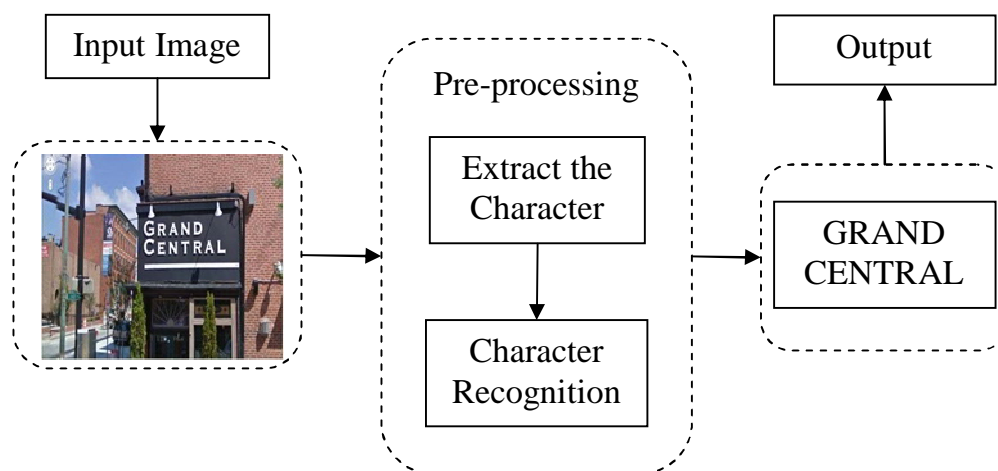 Input Image
GRAND
CENTRAL
Pre-processing
Extract the
Character
Character
Recognition
Output
GRAND
CENTRAL